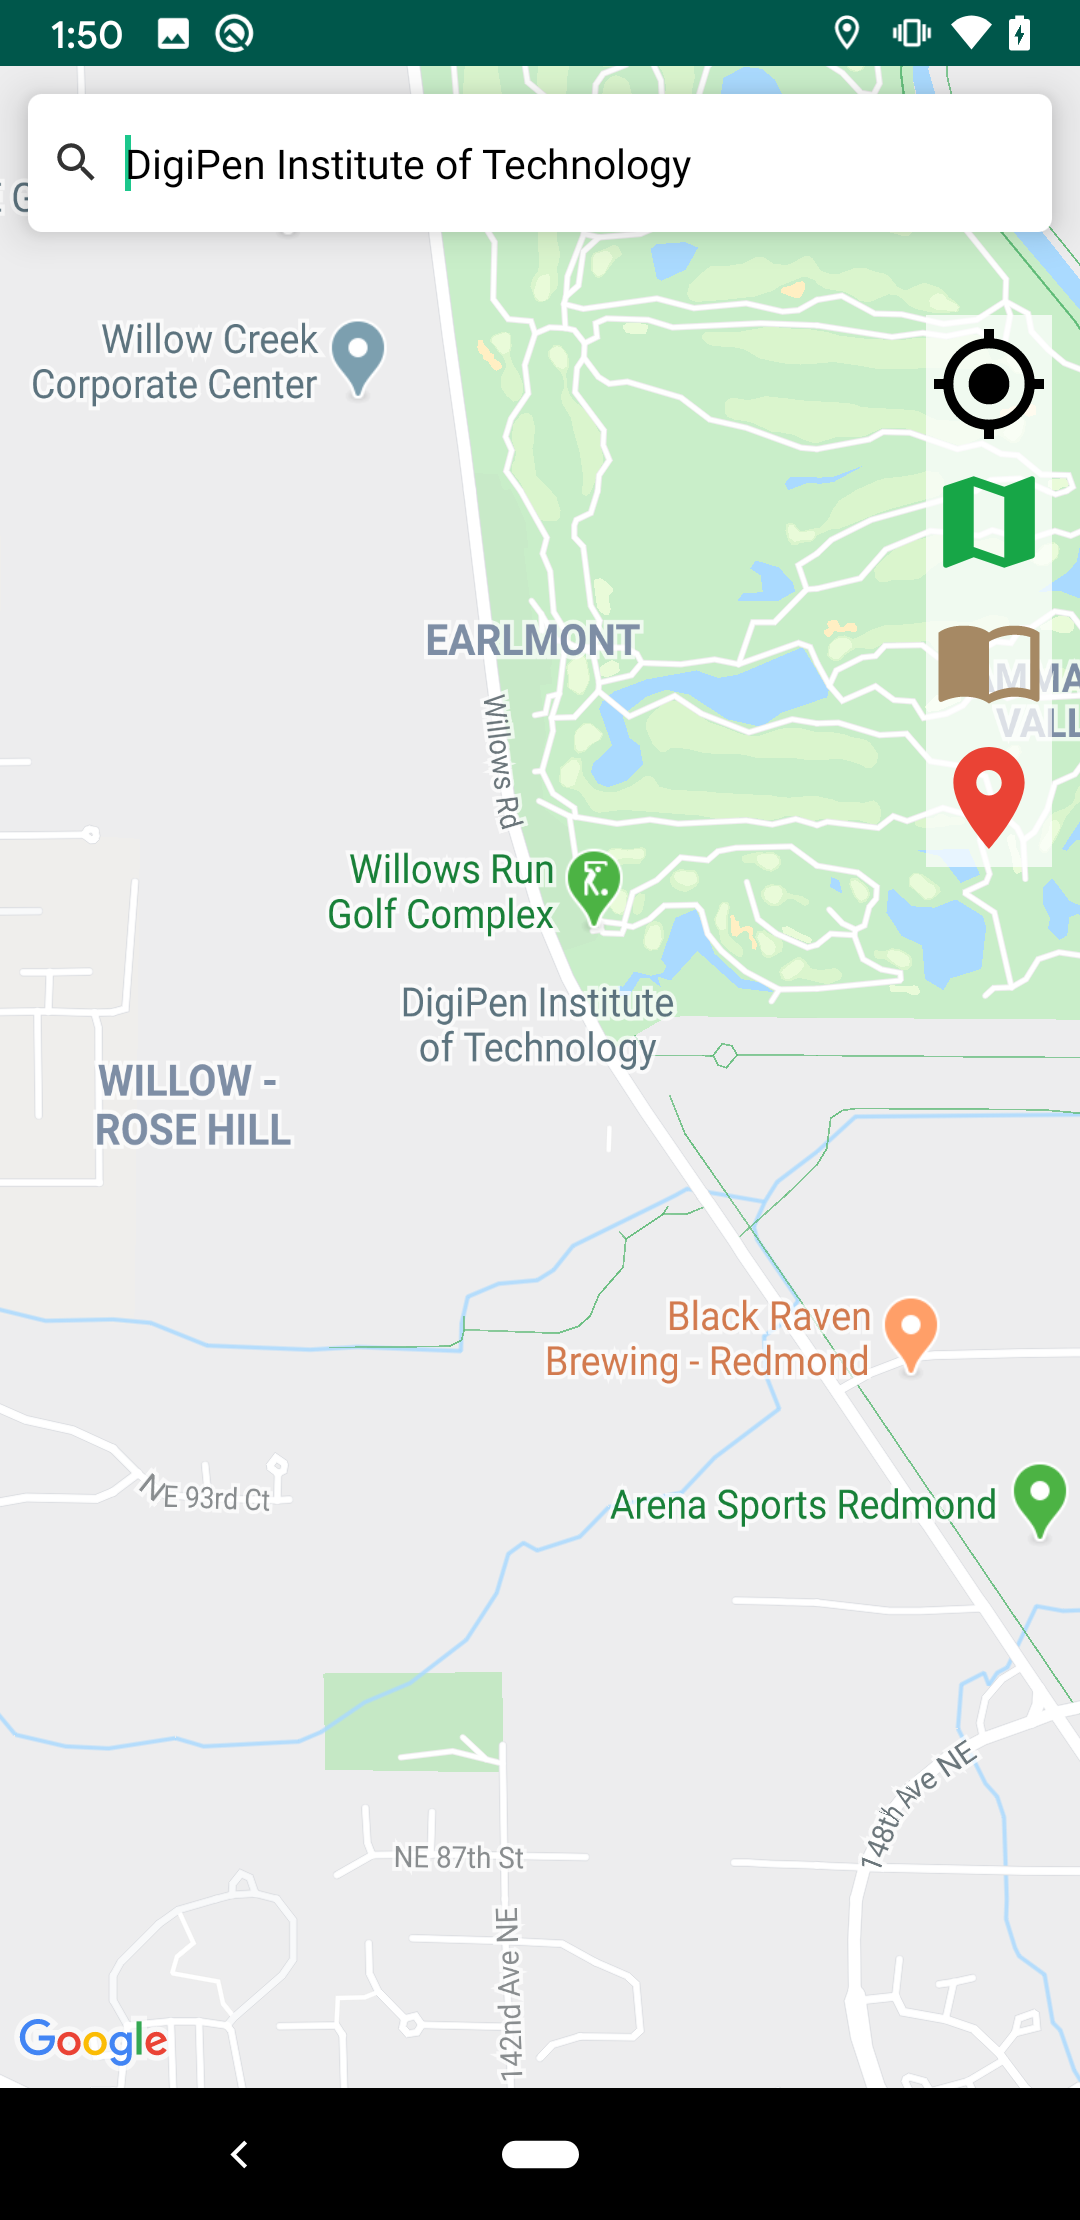 1:50
DigiPen Institute of Technology
Willow Creek
Corporate Center
EARLMONT
Willows Rd
Willows Run
Golf Complex
DigiPen Institute
of Technology
WILLOW -
ROSE HILL
Black Raven
Brewing - Redmond
NE 93rd Ct
Arena Sports Redmond
148th Ave NE
NE 87th St
142nd Ave NE
Google